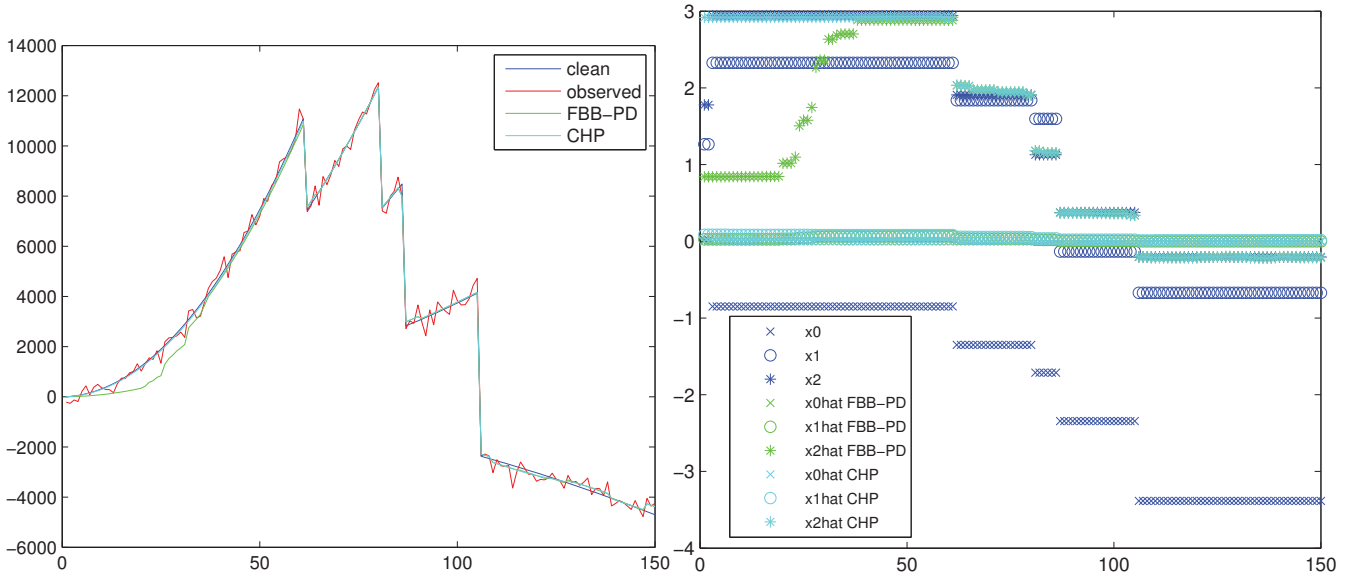 14000
12000
10000
8000
6000
4000
2000
0
−2000
−4000
−6000
0
50
100
150
clean
observed
FBB−PD
CHP
3
2
1
0
−1
−2
−3
−4
0
50
100
150
x0
x1
x2
x0hat FBB−PD
x1hat FBB−PD
x2hat FBB−PD
x0hat CHP
x1hat CHP
x2hat CHP